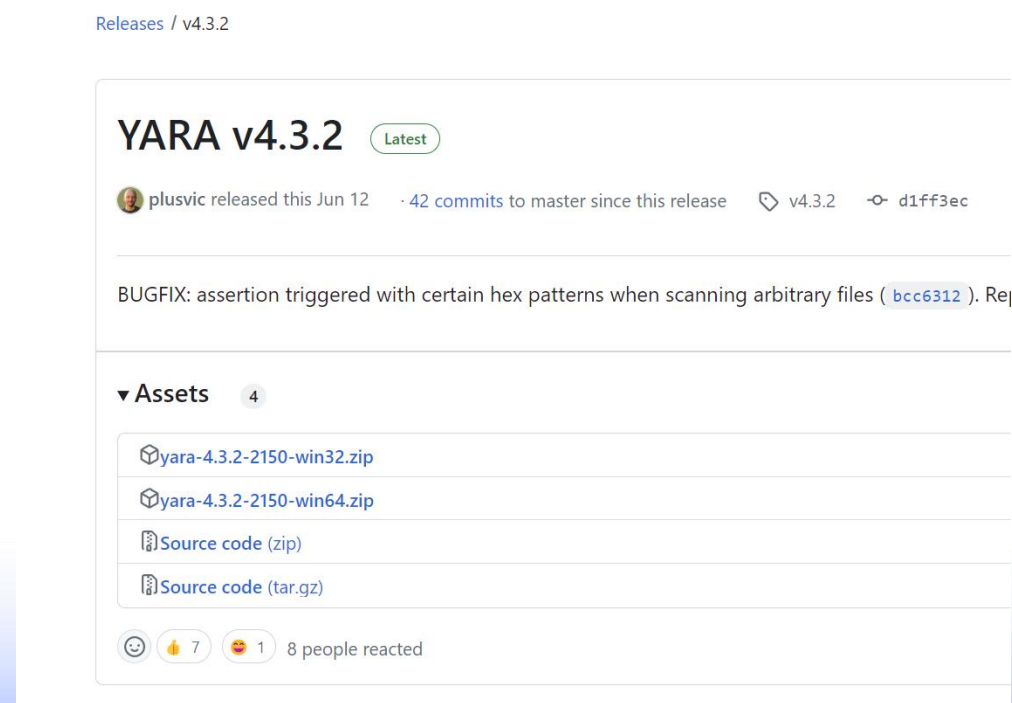 Releases / v4.3.2
YARA v4.3.2 Latest
plusvic released this Jun 12 · 42 commits to master since this release v4.3.2 d1ff3ec
BUGFIX: assertion triggered with certain hex patterns when scanning arbitrary files ( bcc6312 ). Rep
Assets 4
yara-4.3.2-2150-win32.zip
yara-4.3.2-2150-win64.zip
Source code (zip)
Source code (tar.gz)
7 1 8 people reacted